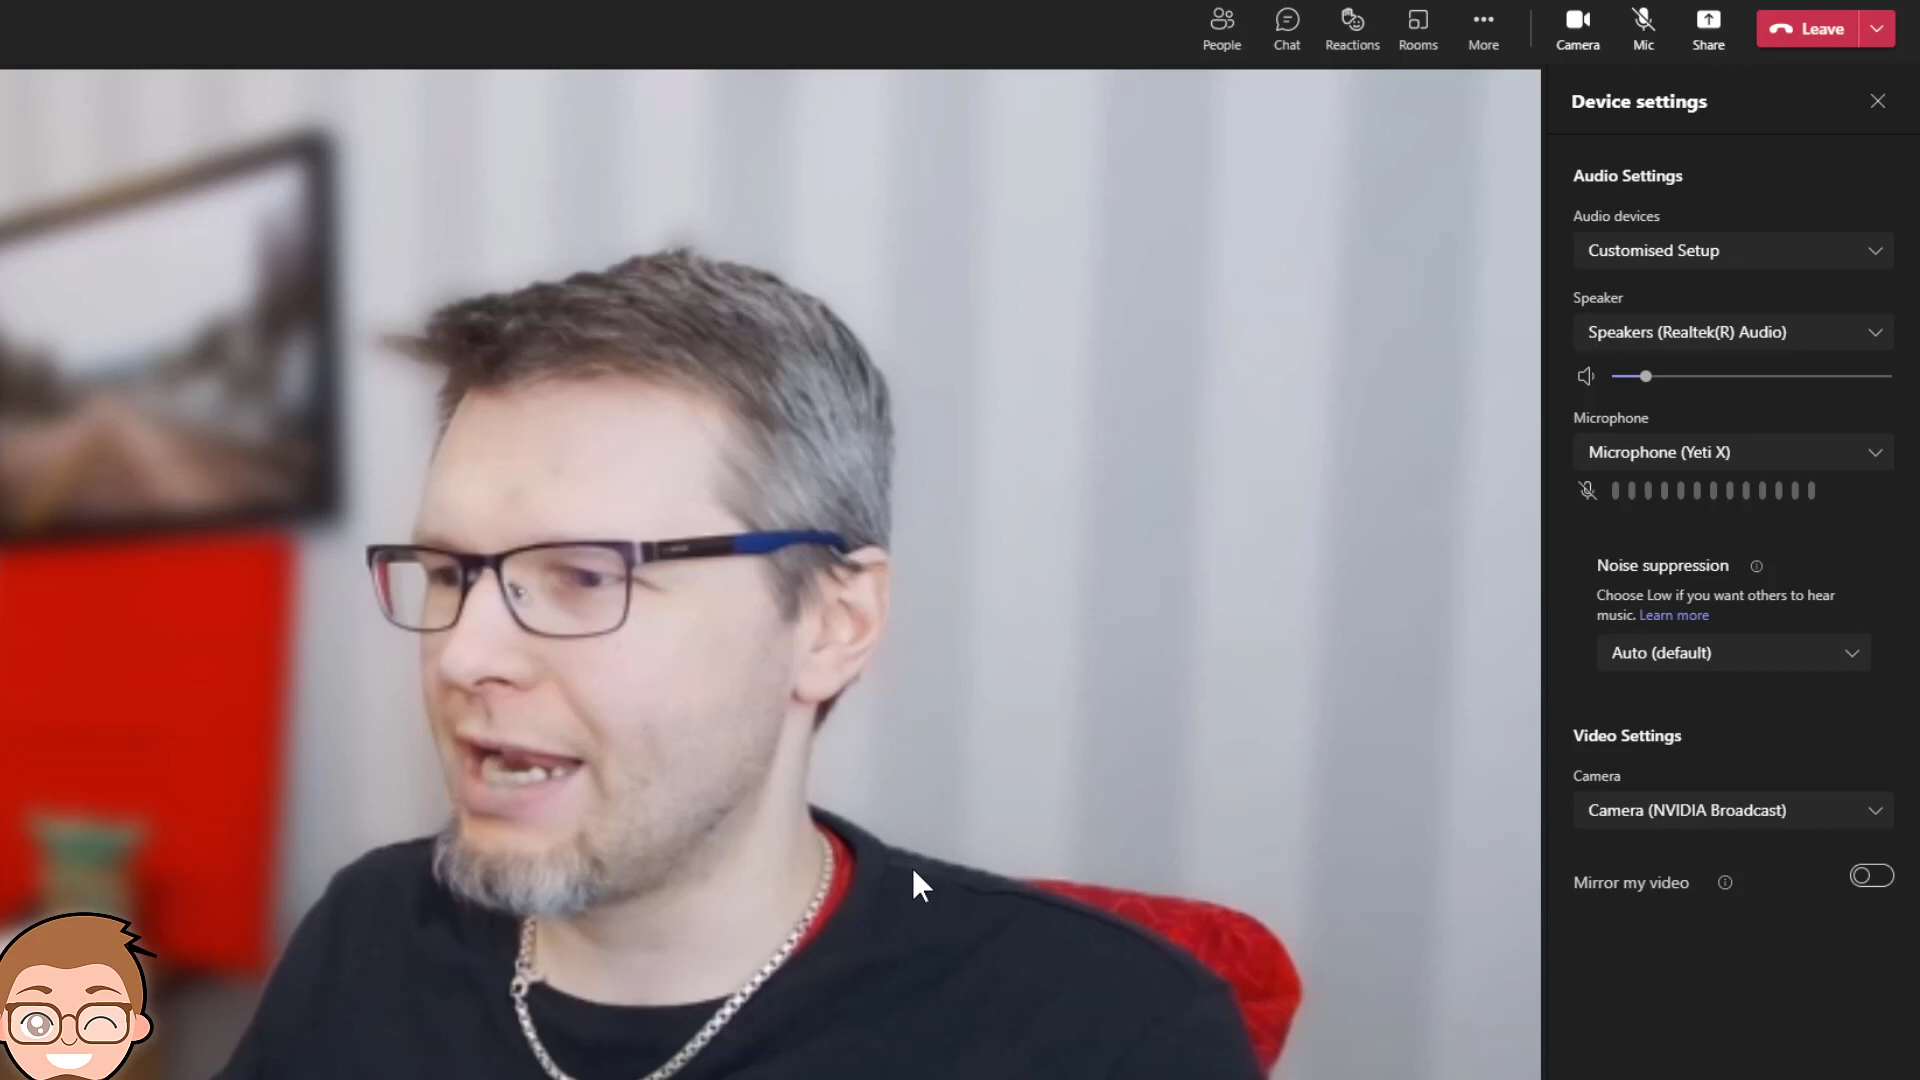 People
Chat
Reactions
Rooms
More
Camera
Mic
Share
Leave
Device settings
Audio Settings
Audio devices
Customised Setup
Speaker
Speakers (Realtek(R) Audio)
Microphone
Microphone (Yeti X)
Noise suppression
Choose Low if you want others to hear
music. Learn more
Auto (default)
Video Settings
Camera
Camera (NVIDIA Broadcast)
Mirror my video